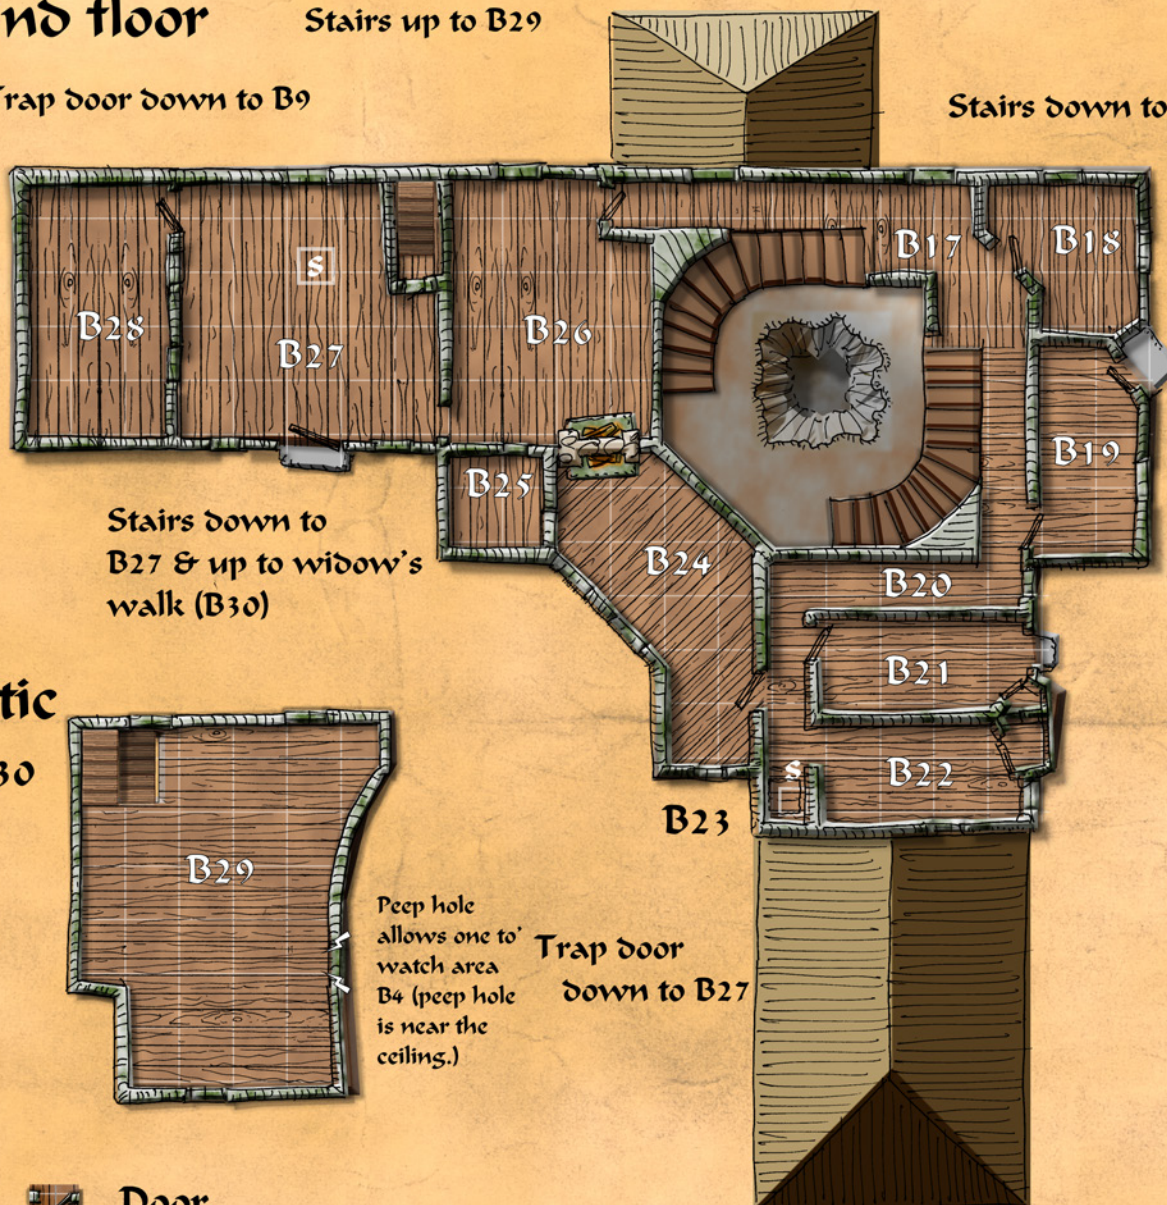 nd floor
Stairs up to B29
Trap door down to B9
Stairs down to
B17
B18
S
B28
B27
B26
B19
B25
Stairs down to
B27 & up to widow's
walk (B30)
B24
B20
B21
tic
30
B22
S
B23
B29
Peep hole
allows one to'
watch area
B4 (peep hole
is near the
ceiling.)
Trap door
down to B27
Door